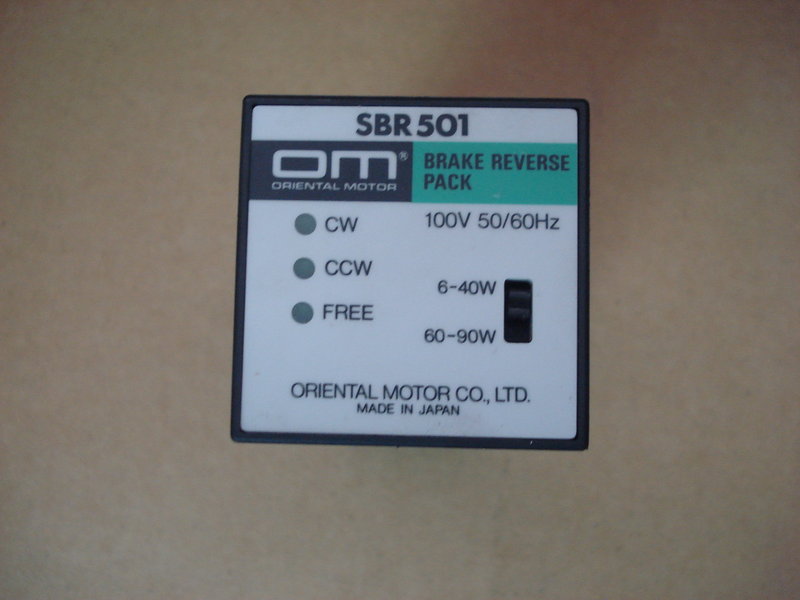 SBR501
OM®
ORIENTAL MOTOR
BRAKE REVERSE
PACK
100V 50/60Hz
CW
CCW
FREE
6-40W
60-90W
ORIENTAL MOTOR CO., LTD.
MADE IN JAPAN